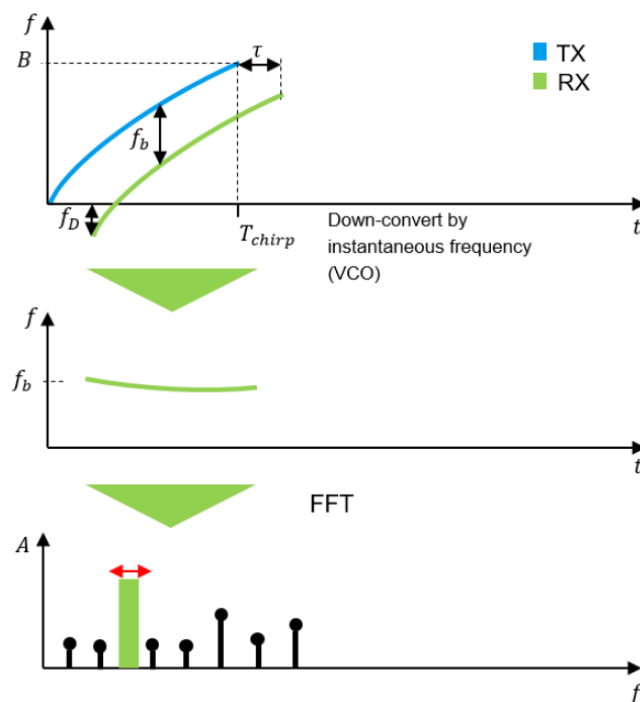 f
B
τ
TX
RX
f_b
f_D
T_chirp
t
Down-convert by
instantaneous frequency
(VCO)
f
f_b
t
FFT
A
f